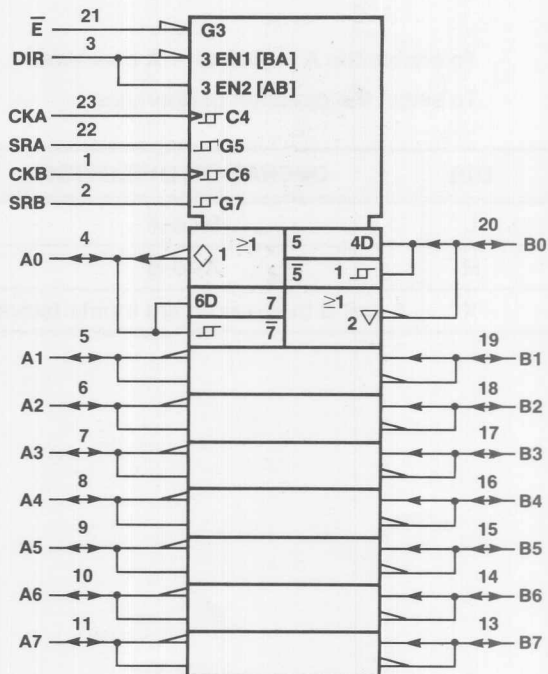 E̅ 21 G3
DIR 3 3 EN1 [BA]
3 EN2 [AB]
CKA 23 C4
SRA 22 G5
CKB 1 C6
SRB 2 G7
A0 4 ◇ 1 ≥1 5 4D 20 B0
5̅ 1
6D 7 ≥1
7̅ 2 ▽
A1 5 19 B1
A2 6 18 B2
A3 7 17 B3
A4 8 16 B4
A5 9 15 B5
A6 10 14 B6
A7 11 13 B7